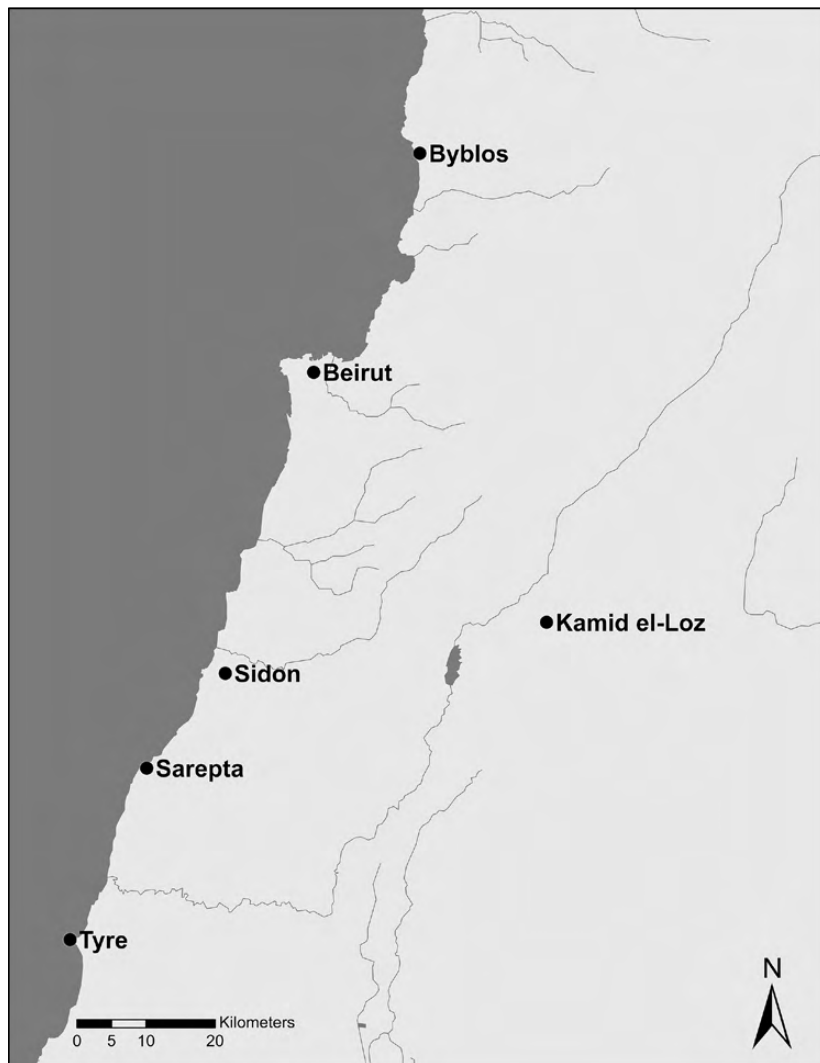 Byblos
Beirut
Kamid el-Loz
Sidon
Sarepta
Tyre
N
Kilometers
0 5 10 20